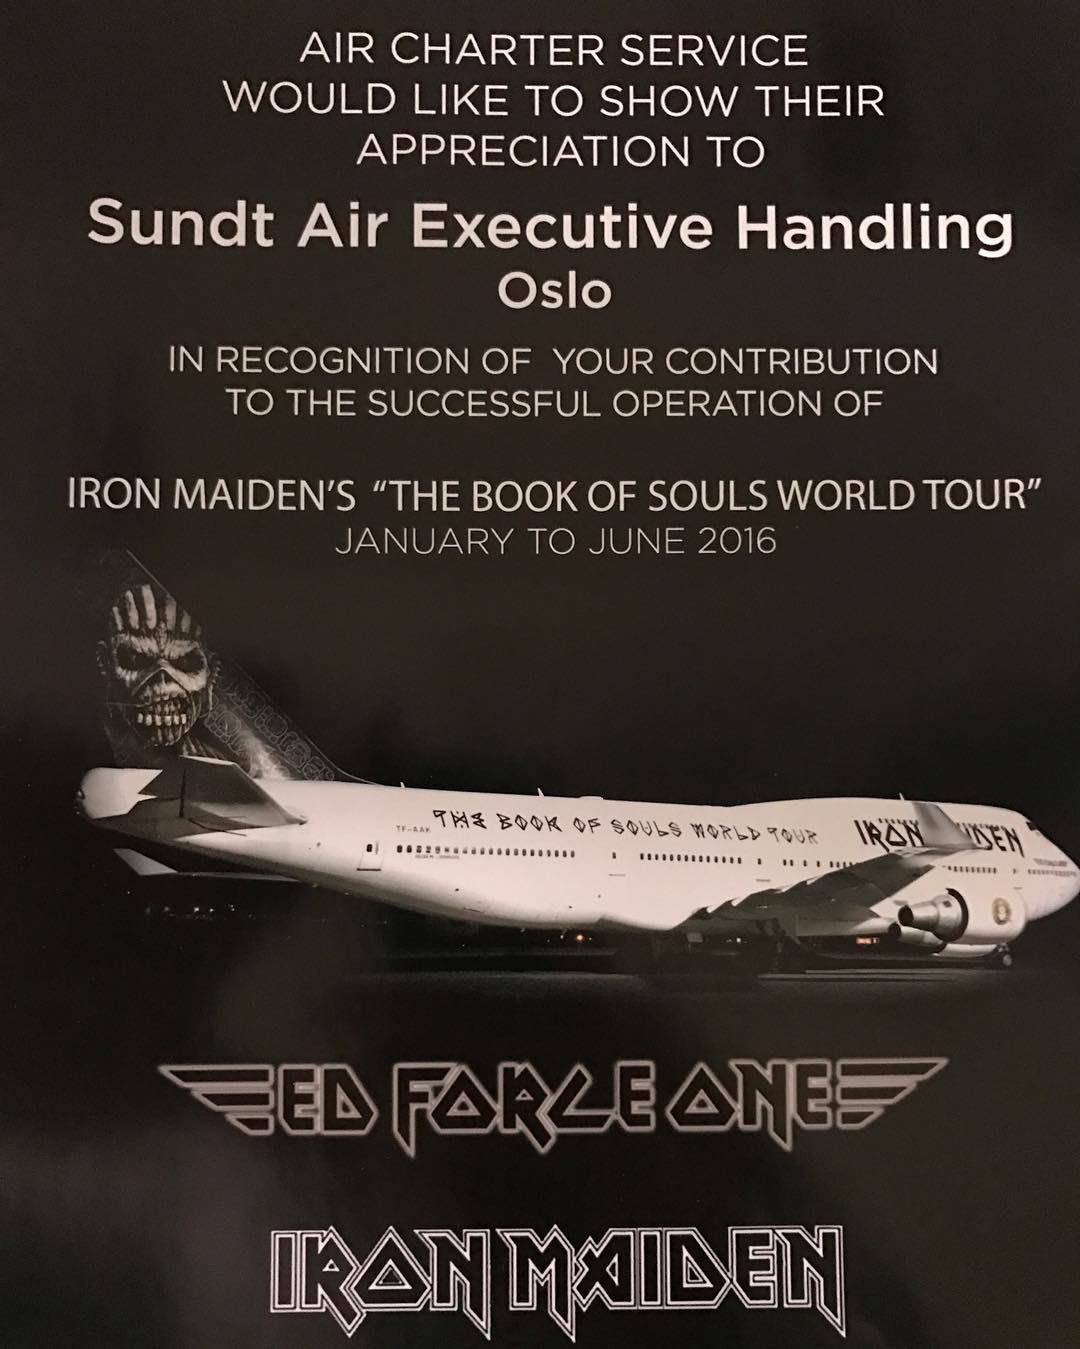 AIR CHARTER SERVICE
WOULD LIKE TO SHOW THEIR
APPRECIATION TO
Sundt Air Executive Handling
Oslo
IN RECOGNITION OF YOUR CONTRIBUTION
TO THE SUCCESSFUL OPERATION OF
IRON MAIDEN'S “THE BOOK OF SOULS WORLD TOUR”
JANUARY TO JUNE 2016
TF-AAK THE BOOK OF SOULS WORLD TOUR IRON MAIDEN
ED FORCE ONE
IRON MAIDEN